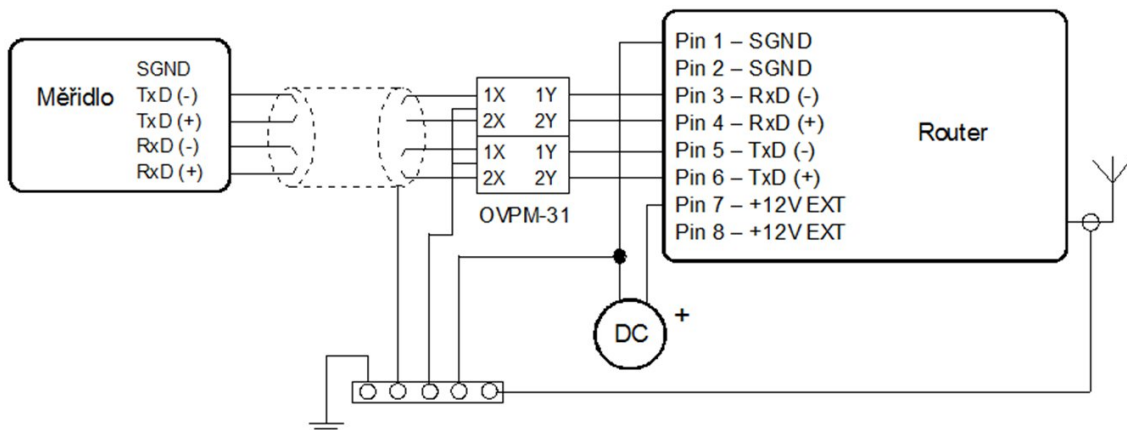 Měřidlo
SGND
TxD (-)
TxD (+)
RxD (-)
RxD (+)
1X 1Y
2X 2Y
1X 1Y
2X 2Y
OVPM-31
Pin 1 – SGND
Pin 2 – SGND
Pin 3 – RxD (-)
Pin 4 – RxD (+)
Pin 5 – TxD (-)
Pin 6 – TxD (+)
Pin 7 – +12V EXT
Pin 8 – +12V EXT
Router
DC +